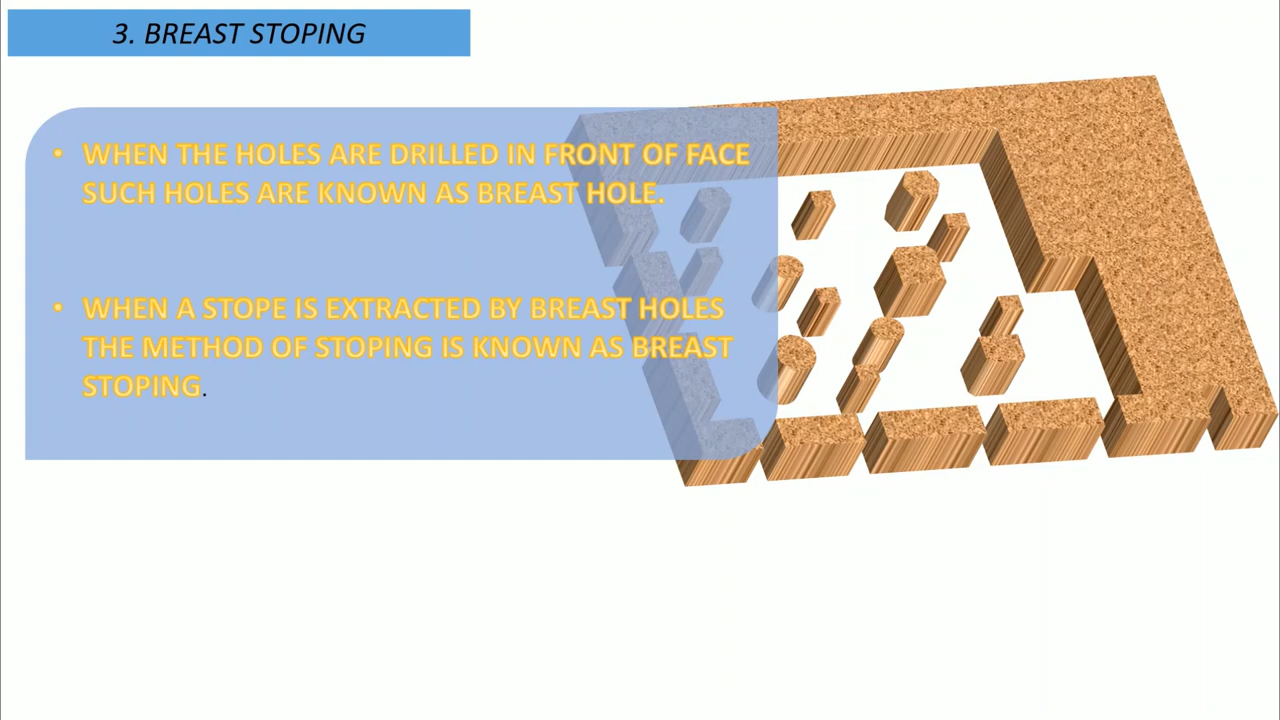 3. BREAST STOPING
• WHEN THE HOLES ARE DRILLED IN FRONT OF FACE
SUCH HOLES ARE KNOWN AS BREAST HOLE.
• WHEN A STOPE IS EXTRACTED BY BREAST HOLES
THE METHOD OF STOPING IS KNOWN AS BREAST
STOPING.